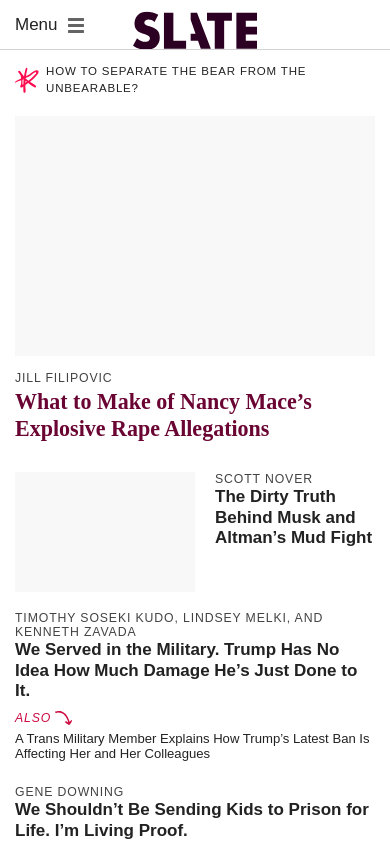 Menu
SLATE
HOW TO SEPARATE THE BEAR FROM THE
UNBEARABLE?
JILL FILIPOVIC
What to Make of Nancy Mace’s
Explosive Rape Allegations
SCOTT NOVER
The Dirty Truth
Behind Musk and
Altman’s Mud Fight
TIMOTHY SOSEKI KUDO, LINDSEY MELKI, AND
KENNETH ZAVADA
We Served in the Military. Trump Has No
Idea How Much Damage He’s Just Done to
It.
ALSO
A Trans Military Member Explains How Trump’s Latest Ban Is
Affecting Her and Her Colleagues
GENE DOWNING
We Shouldn’t Be Sending Kids to Prison for
Life. I’m Living Proof.